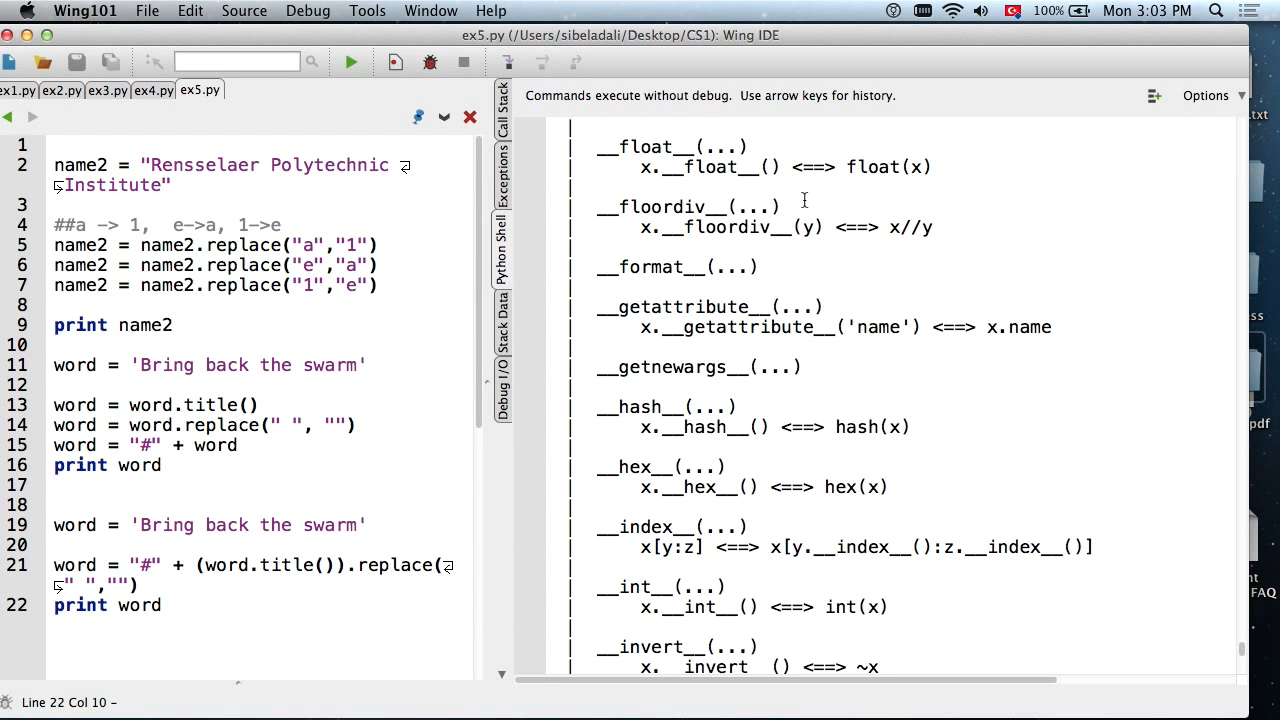 Wing101 File Edit Source Debug Tools Window Help 100% Mon 3:03 PM
ex5.py (/Users/sibeladali/Desktop/CS1): Wing IDE
ex1.py ex2.py ex3.py ex4.py ex5.py
Commands execute without debug. Use arrow keys for history.
Options
1
2 name2 = "Rensselaer Polytechnic
Institute"
3
4 ##a -> 1,  e->a, 1->e
5 name2 = name2.replace("a","1")
6 name2 = name2.replace("e","a")
7 name2 = name2.replace("1","e")
8
9 print name2
10
11 word = 'Bring back the swarm'
12
13 word = word.title()
14 word = word.replace(" ", "")
15 word = "#" + word
16 print word
17
18
19 word = 'Bring back the swarm'
20
21 word = "#" + (word.title()).replace(
" ","")
22 print word
Call Stack
Exceptions
Python Shell
Stack Data
Debug I/O
__float__(...)
x.__float__() <==> float(x)
__floordiv__(...)
x.__floordiv__(y) <==> x//y
__format__(...)
__getattribute__(...)
x.__getattribute__('name') <==> x.name
__getnewargs__(...)
__hash__(...)
x.__hash__() <==> hash(x)
__hex__(...)
x.__hex__() <==> hex(x)
__index__(...)
x[y:z] <==> x[y.__index__():z.__index__()]
__int__(...)
x.__int__() <==> int(x)
__invert__(...)
x.__invert__() <==> ~x
Line 22 Col 10 –
.txt
ss
pdf
nt
FAQ